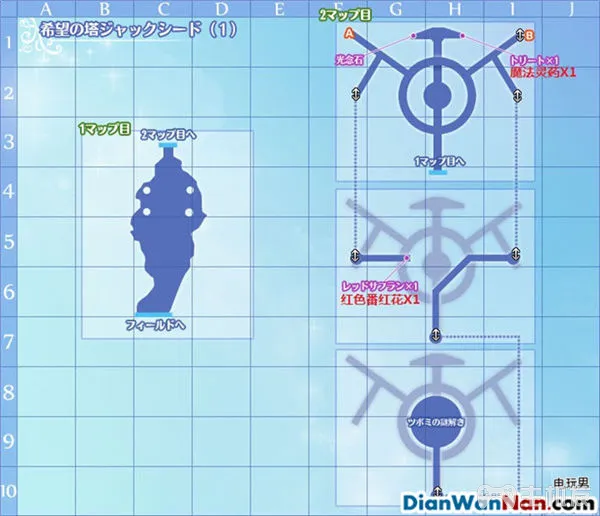 A B C D E F G H I J
希望の塔ジャックシード（1）
2マップ目
1
A
B
光念石
トリート×1
魔法灵药X1
2
1マップ目
2マップ目へ
3
1マップ目へ
4
5
レッドサフラン×1
红色番红花X1
6
フィールドへ
7
8
ツボミの謎解き
9
10
电玩男
DianWanNan.com